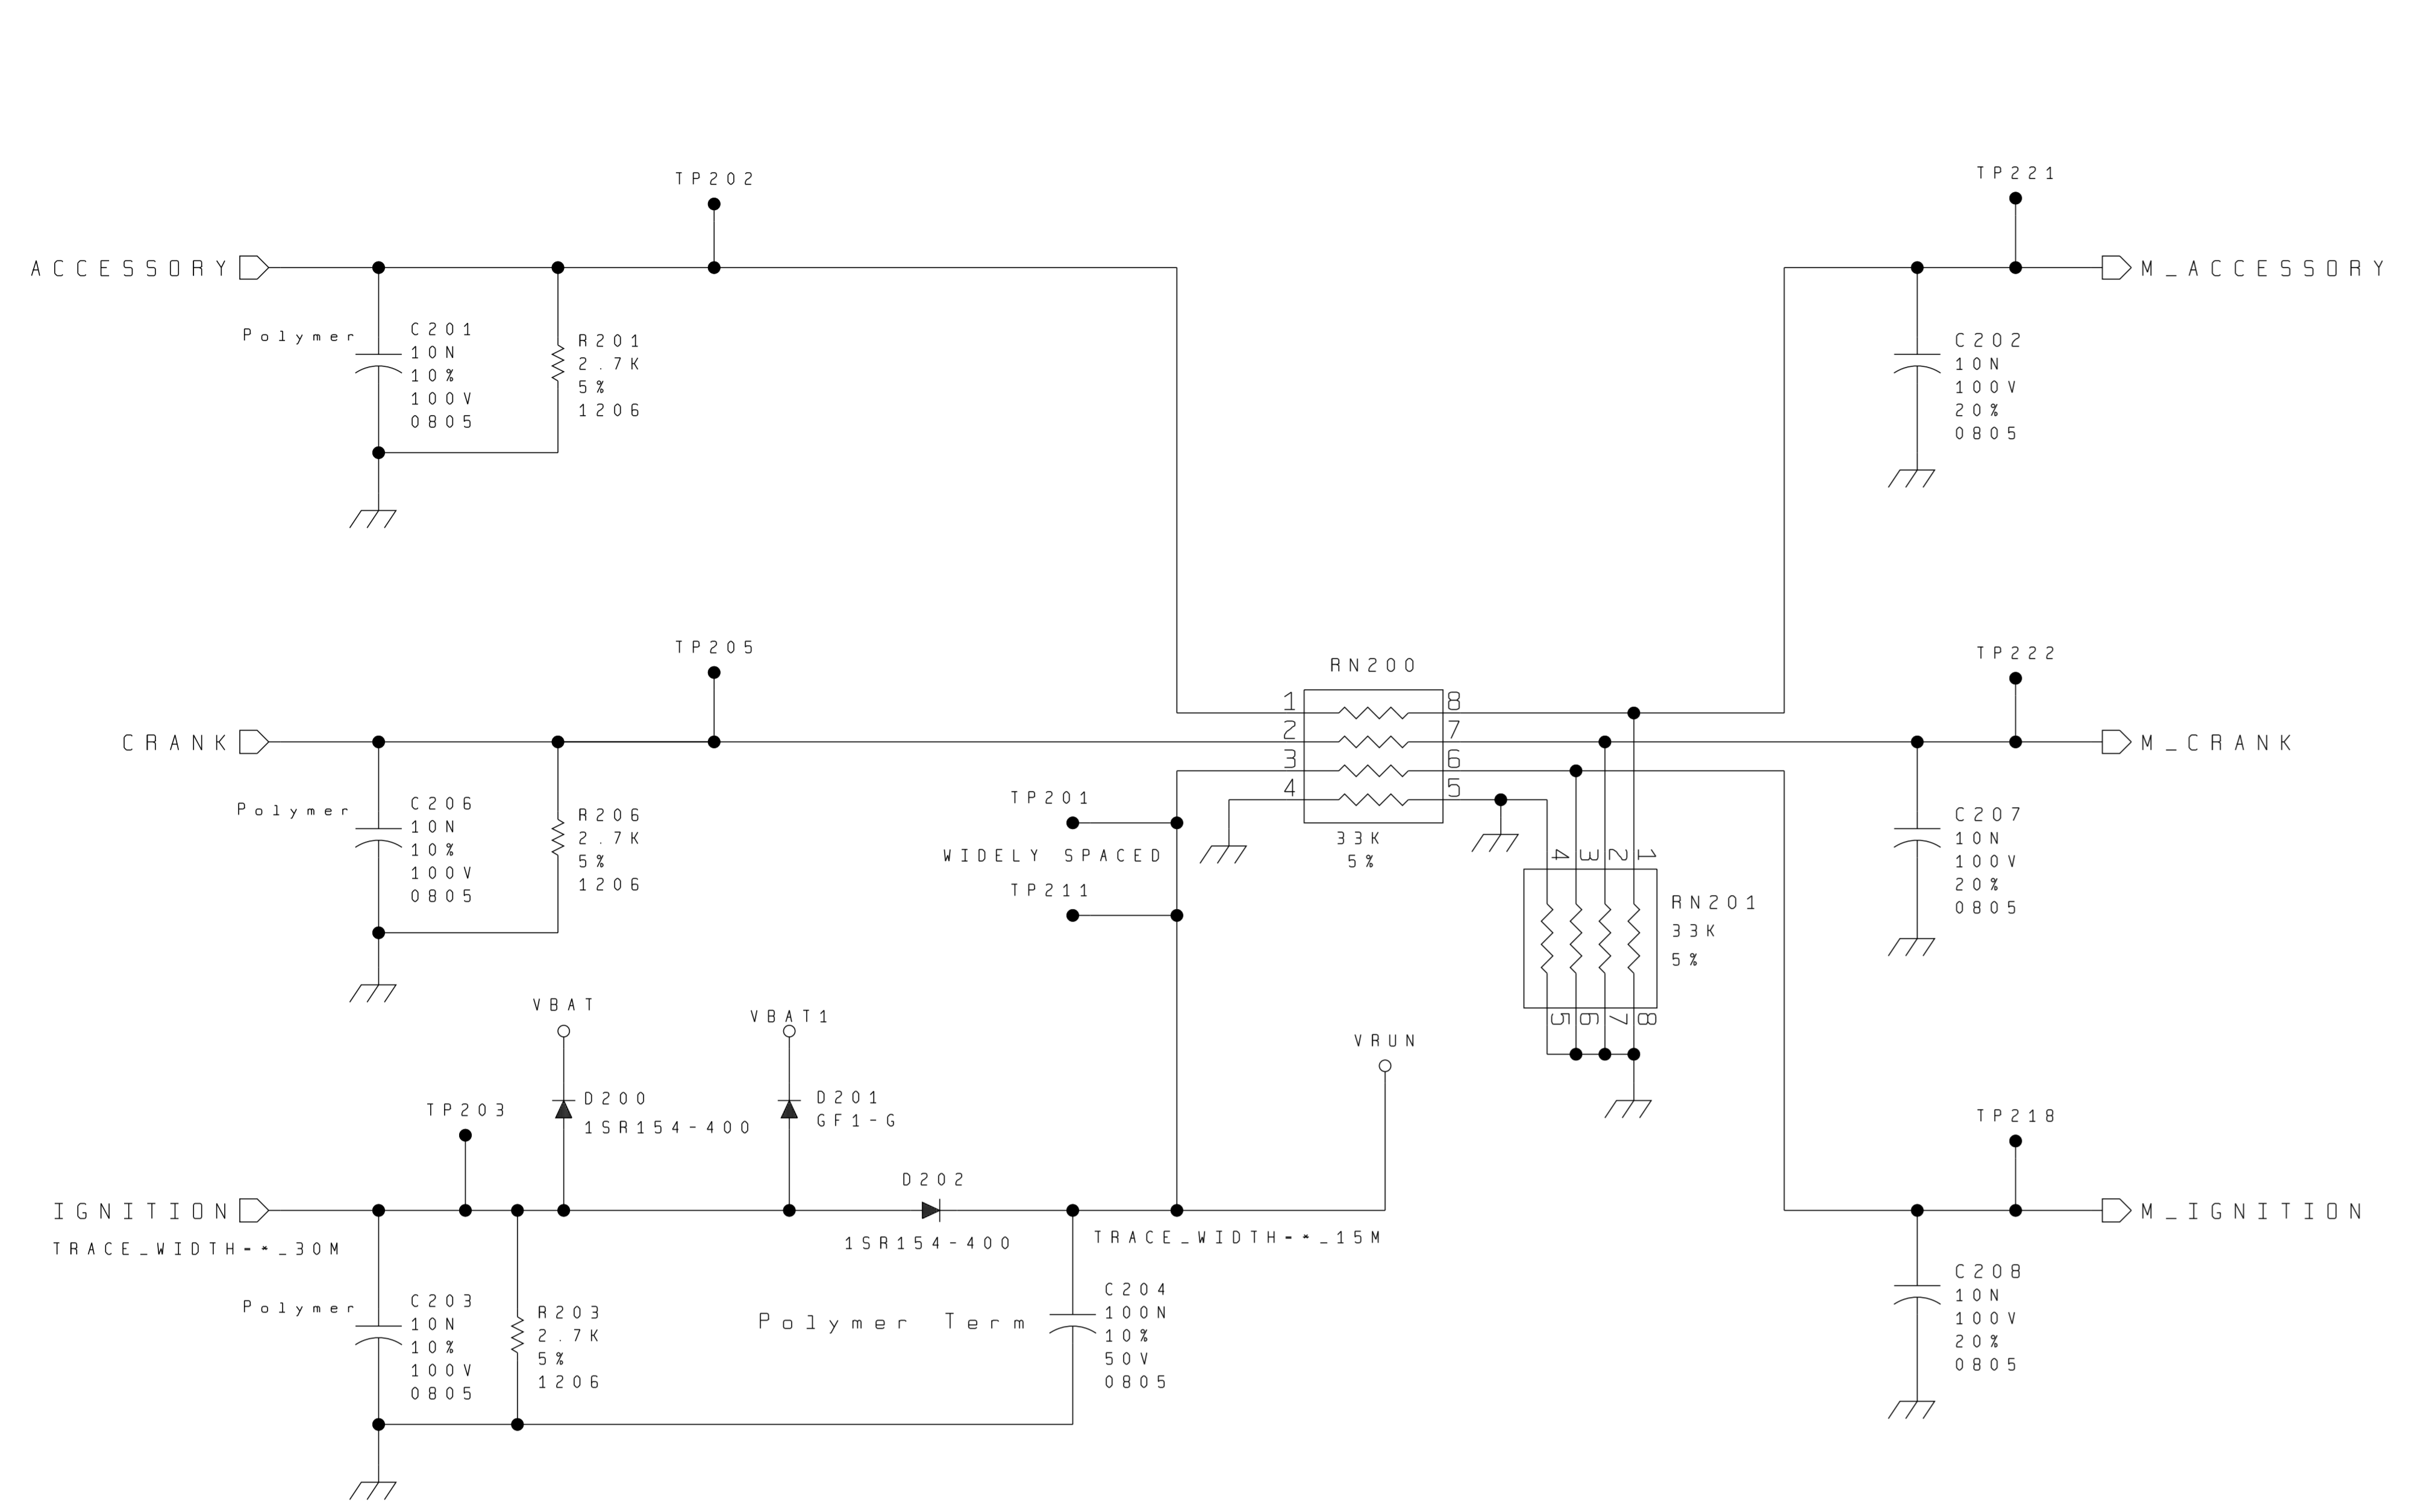 TP202
TP221
ACCESSORY
M_ACCESSORY
Polymer
C201
10N
10%
100V
0805
R201
2.7K
5%
1206
C202
10N
100V
20%
0805
TP205
TP222
RN200
CRANK
M_CRANK
1
2
3
4
8
7
6
5
33K
5%
Polymer
C206
10N
10%
100V
0805
R206
2.7K
5%
1206
TP201
WIDELY SPACED
TP211
C207
10N
100V
20%
0805
4 3 2 1
RN201
33K
5%
5 6 7 8
VBAT
VBAT1
VRUN
TP203
D200
1SR154-400
D201
GF1-G
TP218
D202
1SR154-400
IGNITION
M_IGNITION
TRACE_WIDTH=*_30M
TRACE_WIDTH=*_15M
Polymer
C203
10N
10%
100V
0805
R203
2.7K
5%
1206
Polymer Term
C204
100N
10%
50V
0805
C208
10N
100V
20%
0805